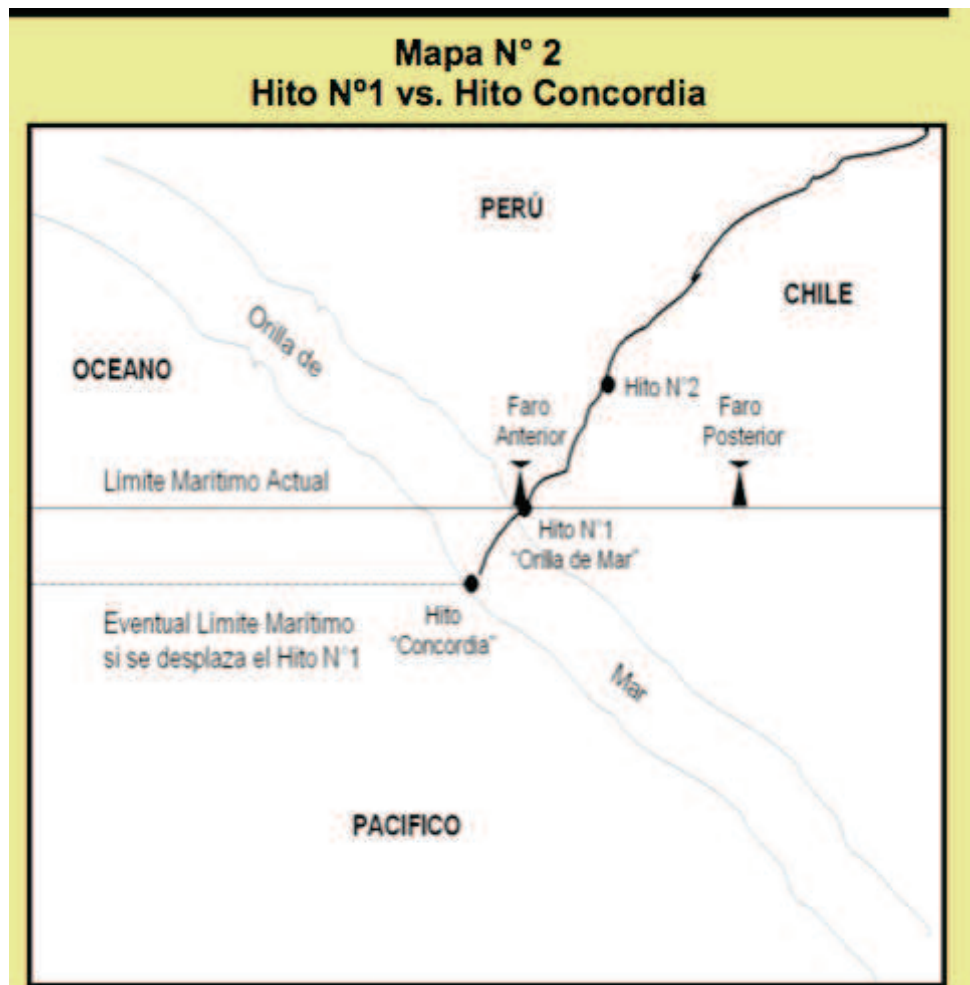 Mapa N° 2
Hito Nº1 vs. Hito Concordia
PERÚ
CHILE
Orilla de
OCEANO
Hito N°2
Faro
Anterior
Faro
Posterior
Límite Marítimo Actual
Hito N°1
"Orilla de Mar"
Eventual Límite Marítimo
si se desplaza el Hito N°1
Hito
"Concordia"
Mar
PACIFICO